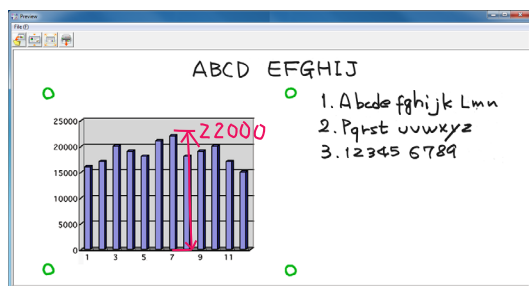 Preview
File (F)
ABCD EFGHIJ
1. Abcde fghijk Lmn
2. Pqrst uvwxyz
3. 12345 6789
25000
20000
15000
10000
5000
0
1 3 5 7 9 11
22000